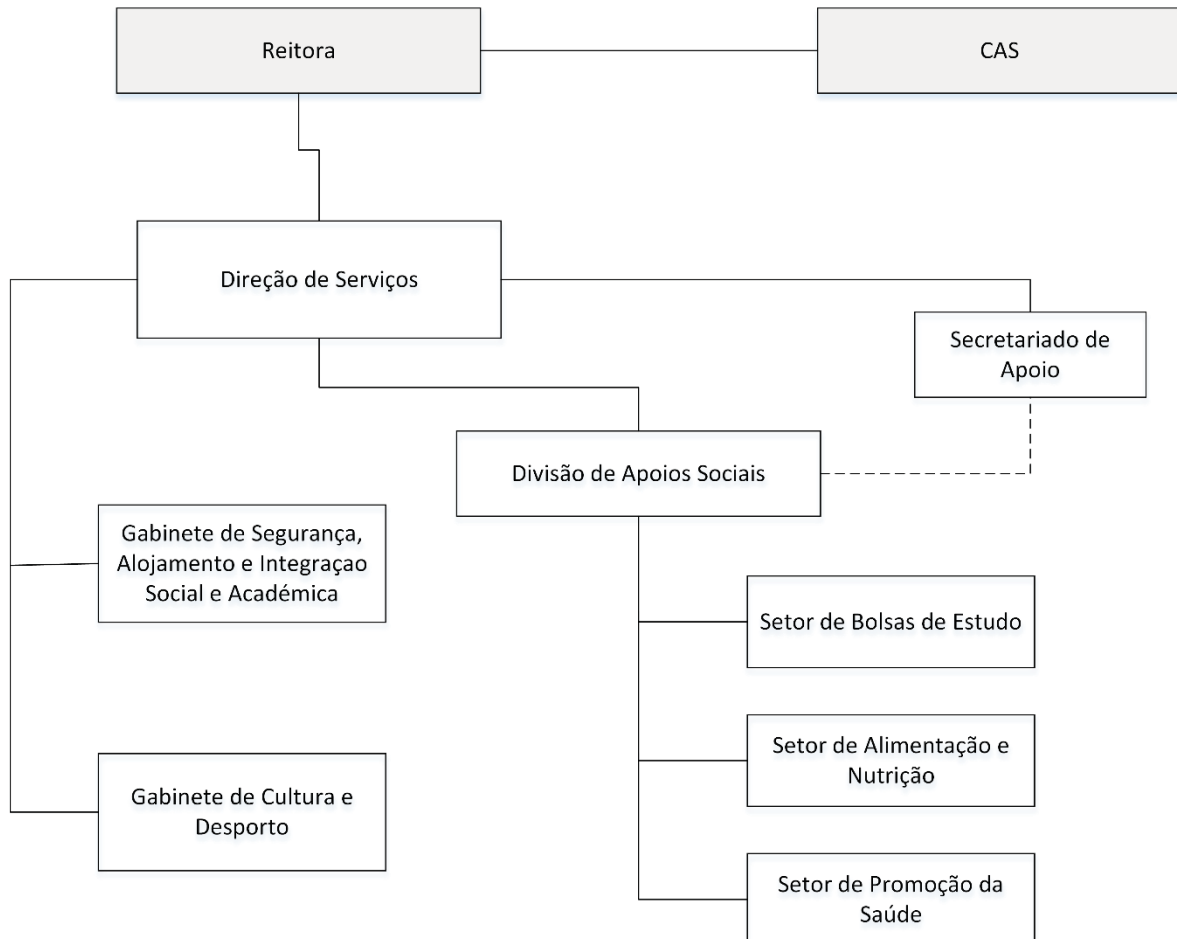 Reitora
CAS
Direção de Serviços
Secretariado de
Apoio
Divisão de Apoios Sociais
Gabinete de Segurança,
Alojamento e Integraçao
Social e Académica
Setor de Bolsas de Estudo
Setor de Alimentação e
Nutrição
Gabinete de Cultura e
Desporto
Setor de Promoção da
Saúde